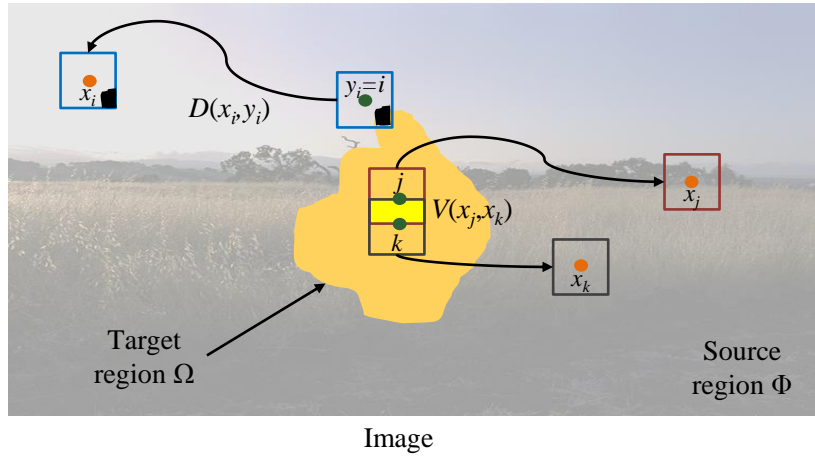 x_i
y_i=i
D(x_i,y_i)
j
V(x_j,x_k)
x_j
k
x_k
Target
region Ω
Source
region Φ
Image